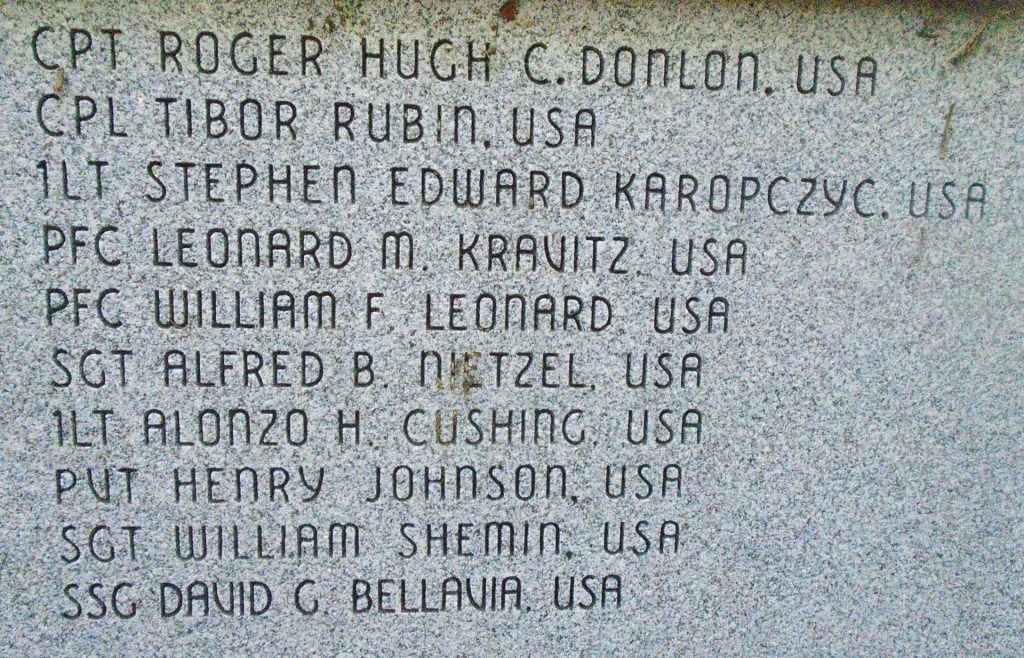 CPT ROGER HUGH C. DONLON, USA
CPL TIBOR RUBIN, USA
1LT STEPHEN EDWARD KAROPCZYC, USA
PFC LEONARD M. KRAVITZ, USA
PFC WILLIAM F. LEONARD, USA
SGT ALFRED B. NIETZEL, USA
1LT ALONZO H. CUSHING, USA
PVT HENRY JOHNSON, USA
SGT WILLIAM SHEMIN, USA
SSG DAVID G. BELLAVIA, USA